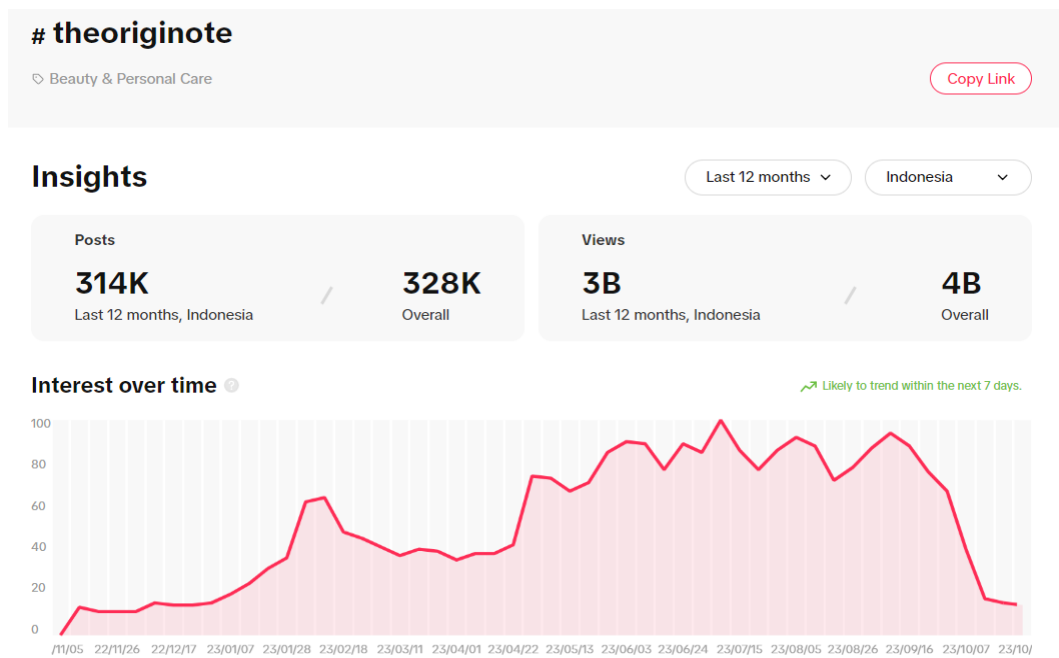 # theoriginote
Beauty & Personal Care
Copy Link
Insights
Last 12 months
Indonesia
Posts
314K
Last 12 months, Indonesia
/
328K
Overall
Views
3B
Last 12 months, Indonesia
/
4B
Overall
Interest over time ?
Likely to trend within the next 7 days.
100
80
60
40
20
0
/11/05 22/11/26 22/12/17 23/01/07 23/01/28 23/02/18 23/03/11 23/04/01 23/04/22 23/05/13 23/06/03 23/06/24 23/07/15 23/08/05 23/08/26 23/09/16 23/10/07 23/10/